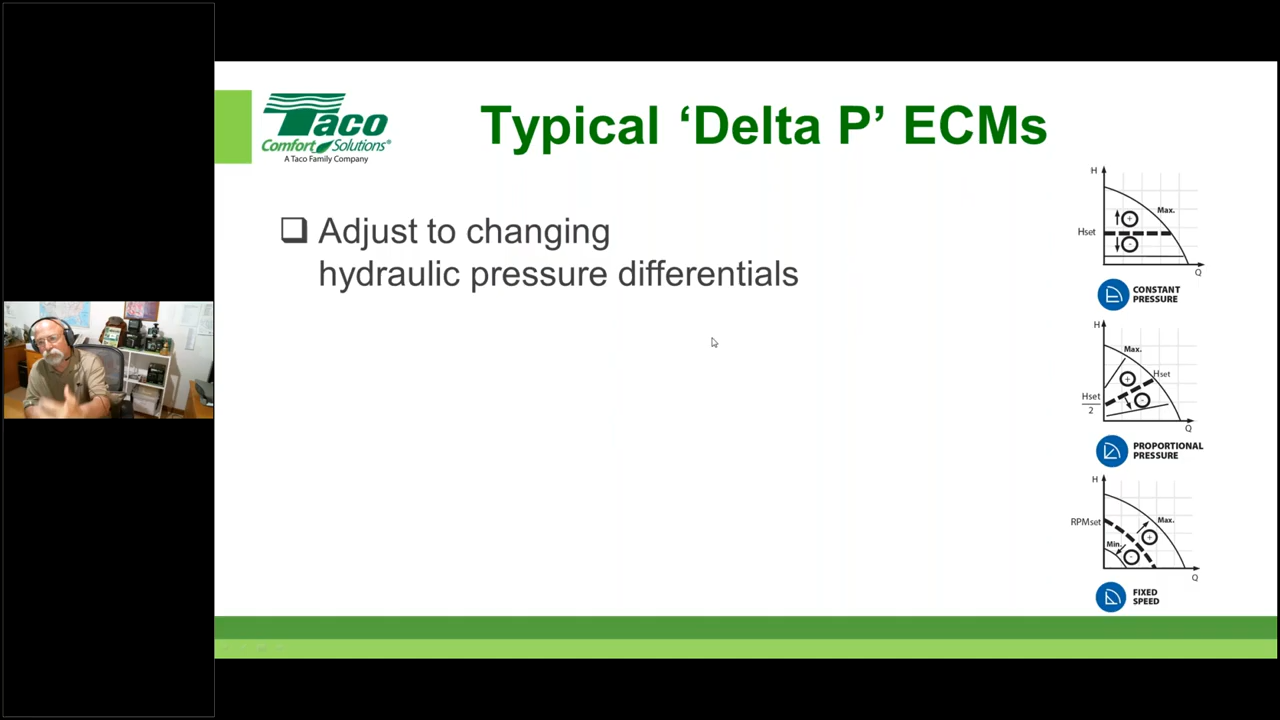 Taco
Comfort Solutions®
A Taco Family Company
Typical ‘Delta P’ ECMs
❑ Adjust to changing
hydraulic pressure differentials
H
Max.
+
Hset
-
Q
CONSTANT
PRESSURE
H
Max.
Hset
+
Hset
2
-
Q
PROPORTIONAL
PRESSURE
H
RPMset
Max.
+
Min.
-
Q
FIXED
SPEED